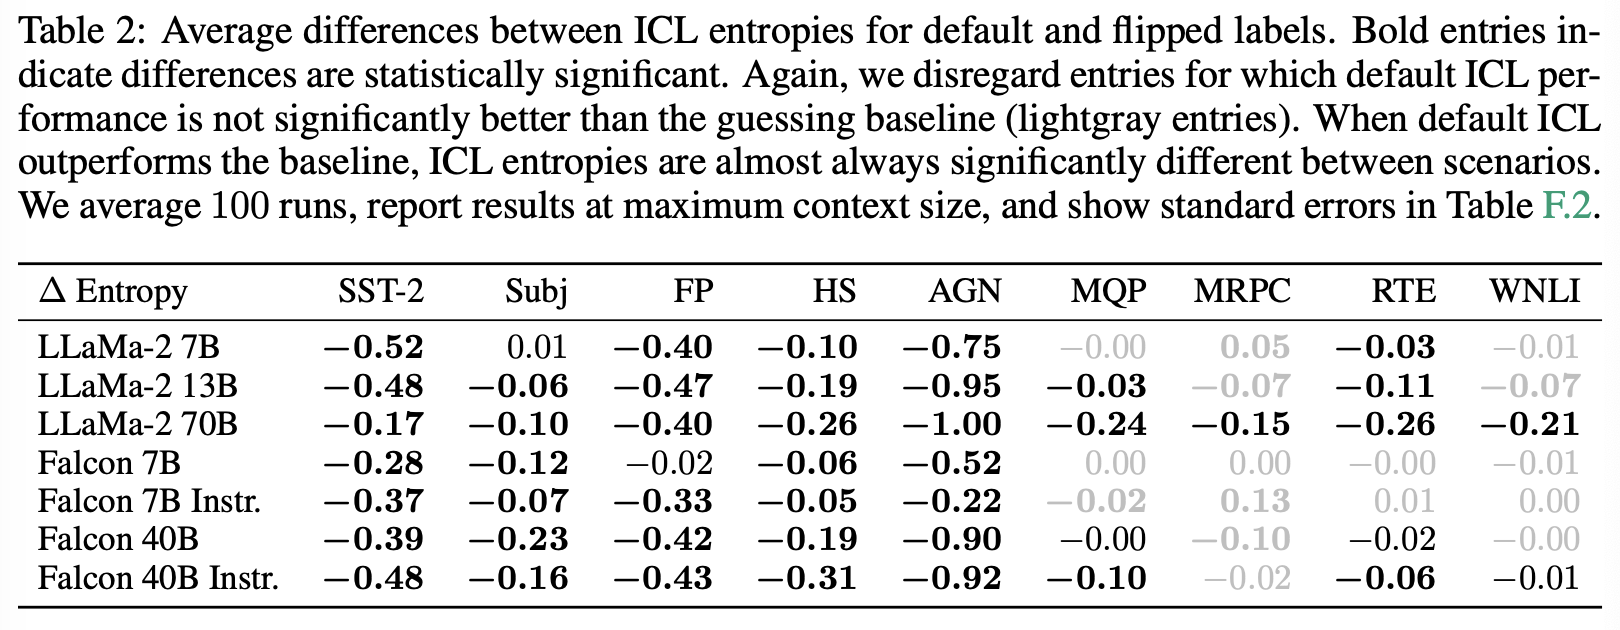 Table 2: Average differences between ICL entropies for default and flipped labels. Bold entries in-
dicate differences are statistically significant. Again, we disregard entries for which default ICL per-
formance is not significantly better than the guessing baseline (lightgray entries). When default ICL
outperforms the baseline, ICL entropies are almost always significantly different between scenarios.
We average 100 runs, report results at maximum context size, and show standard errors in Table F.2.
Δ Entropy SST-2 Subj FP HS AGN MQP MRPC RTE WNLI
LLaMa-2 7B −0.52 0.01 −0.40 −0.10 −0.75 −0.00 0.05 −0.03 −0.01
LLaMa-2 13B −0.48 −0.06 −0.47 −0.19 −0.95 −0.03 −0.07 −0.11 −0.07
LLaMa-2 70B −0.17 −0.10 −0.40 −0.26 −1.00 −0.24 −0.15 −0.26 −0.21
Falcon 7B −0.28 −0.12 −0.02 −0.06 −0.52 0.00 0.00 −0.00 −0.01
Falcon 7B Instr. −0.37 −0.07 −0.33 −0.05 −0.22 −0.02 0.13 0.01 0.00
Falcon 40B −0.39 −0.23 −0.42 −0.19 −0.90 −0.00 −0.10 −0.02 −0.00
Falcon 40B Instr. −0.48 −0.16 −0.43 −0.31 −0.92 −0.10 −0.02 −0.06 −0.01